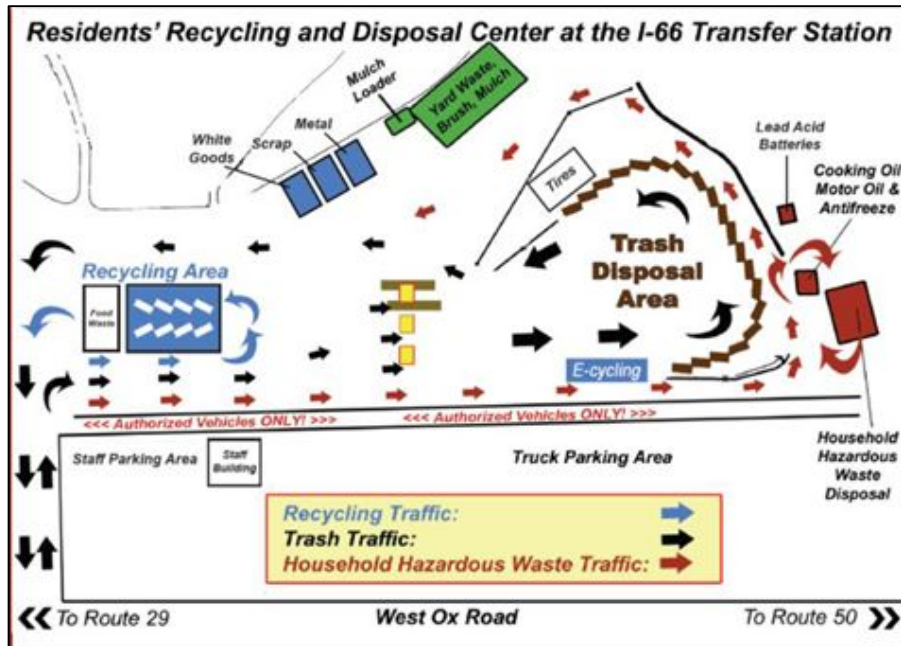 Residents' Recycling and Disposal Center at the I-66 Transfer Station
Mulch
Loader
Yard Waste,
Brush, Mulch
Metal
Scrap
White
Goods
Tires
Lead Acid
Batteries
Cooking Oil
Motor Oil &
Antifreeze
Trash
Disposal
Area
Recycling Area
Food
Waste
E-cycling
<<< Authorized Vehicles ONLY! >>>
<<< Authorized Vehicles ONLY! >>>
Household
Hazardous
Waste
Disposal
Staff Parking Area
Staff
Building
Truck Parking Area
Recycling Traffic:
Trash Traffic:
Household Hazardous Waste Traffic:
To Route 29
West Ox Road
To Route 50